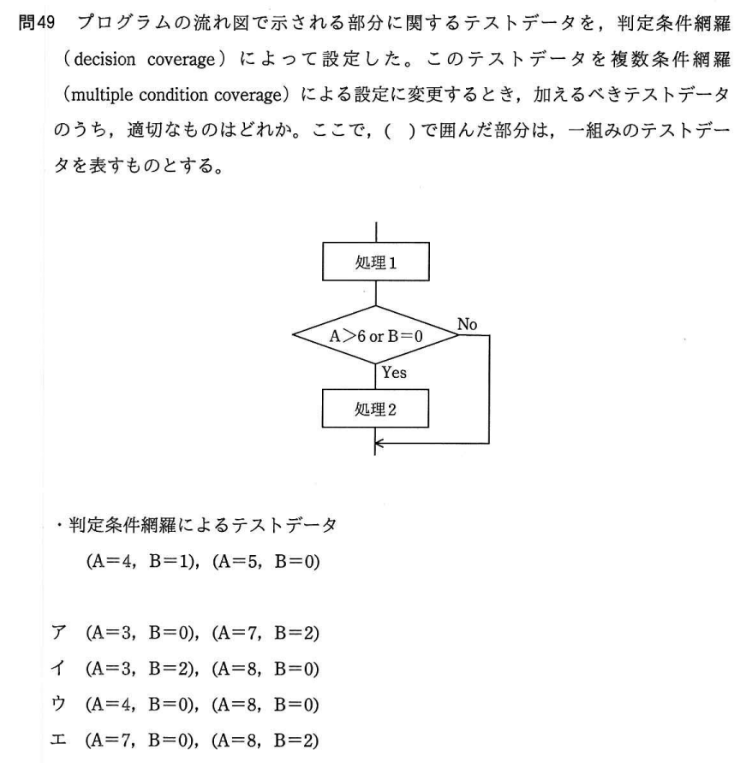 問49 プログラムの流れ図で示される部分に関するテストデータを，判定条件網羅
（decision coverage）によって設定した。このテストデータを複数条件網羅
（multiple condition coverage）による設定に変更するとき，加えるべきテストデータ
のうち，適切なものはどれか。ここで，（ ）で囲んだ部分は，一組みのテストデー
タを表すものとする。
処理1
A＞6 or B＝0
No
Yes
処理2
・判定条件網羅によるテストデータ
(A＝4，B＝1)，(A＝5，B＝0)
ア (A＝3，B＝0)，(A＝7，B＝2)
イ (A＝3，B＝2)，(A＝8，B＝0)
ウ (A＝4，B＝0)，(A＝8，B＝0)
エ (A＝7，B＝0)，(A＝8，B＝2)